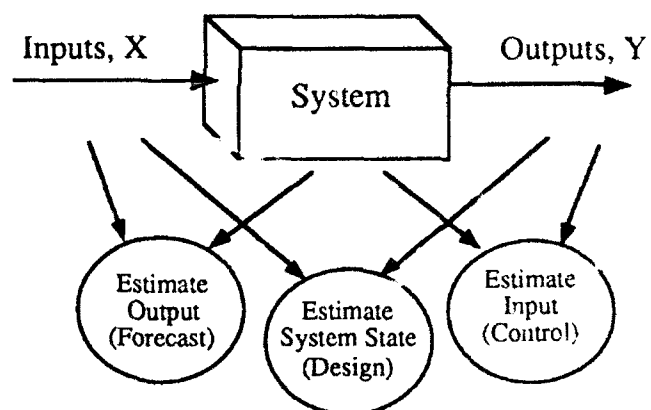 Inputs, X
Outputs, Y
System
Estimate
Output
(Forecast)
Estimate
System State
(Design)
Estimate
Input
(Control)